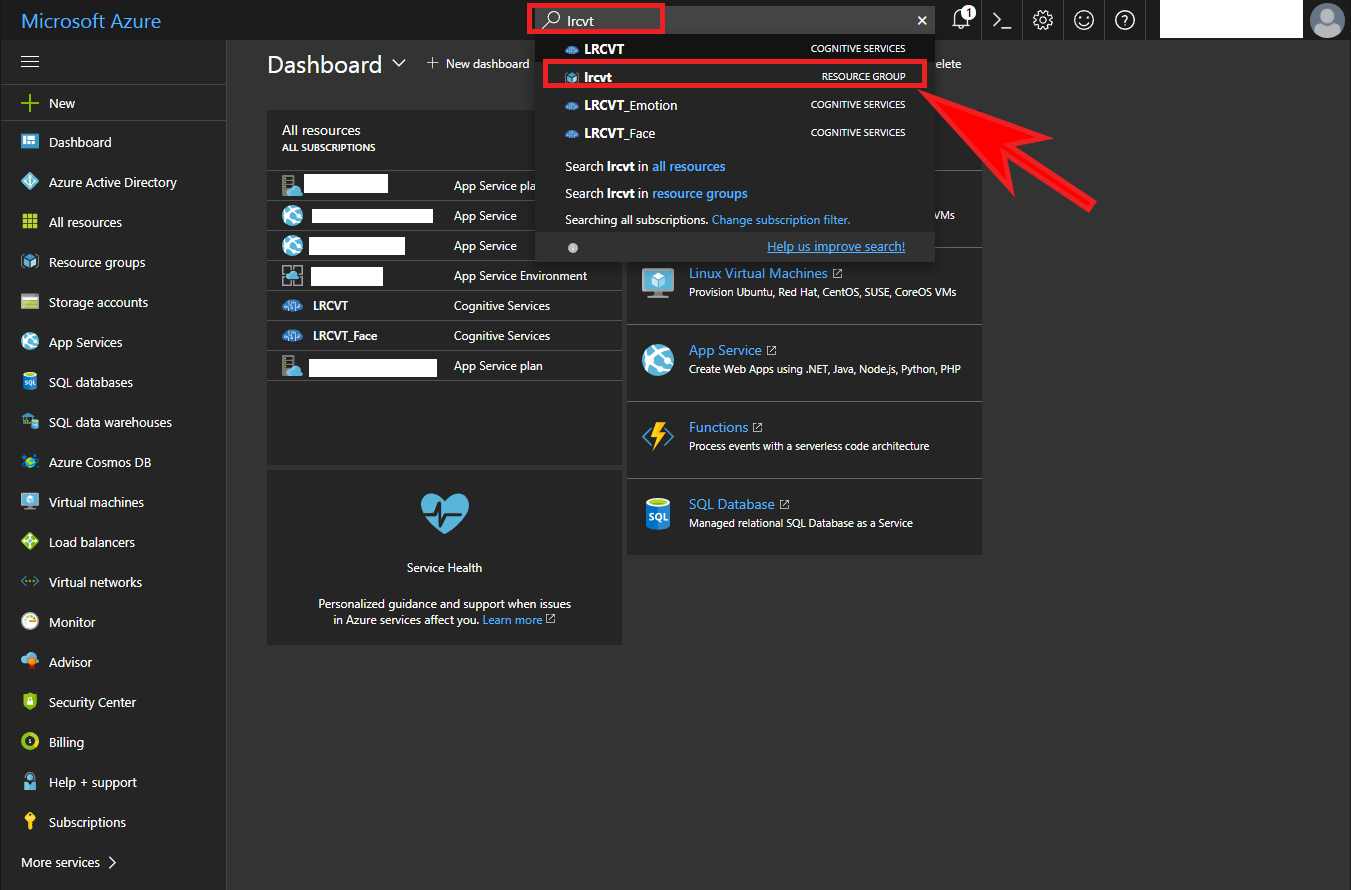 Microsoft Azure
lrcvt
1
LRCVT COGNITIVE SERVICES
lrcvt RESOURCE GROUP
LRCVT_Emotion COGNITIVE SERVICES
LRCVT_Face COGNITIVE SERVICES
Search lrcvt in all resources
Search lrcvt in resource groups
Searching all subscriptions. Change subscription filter.
Help us improve search!
New
Dashboard
Azure Active Directory
All resources
Resource groups
Storage accounts
App Services
SQL databases
SQL data warehouses
Azure Cosmos DB
Virtual machines
Load balancers
Virtual networks
Monitor
Advisor
Security Center
Billing
Help + support
Subscriptions
More services
Dashboard
New dashboard
elete
All resources
ALL SUBSCRIPTIONS
App Service pla
App Service
App Service
App Service Environment
LRCVT Cognitive Services
LRCVT_Face Cognitive Services
App Service plan
Service Health
Personalized guidance and support when issues
in Azure services affect you. Learn more
VMs
Linux Virtual Machines
Provision Ubuntu, Red Hat, CentOS, SUSE, CoreOS VMs
App Service
Create Web Apps using .NET, Java, Node.js, Python, PHP
Functions
Process events with a serverless code architecture
SQL
SQL Database
Managed relational SQL Database as a Service